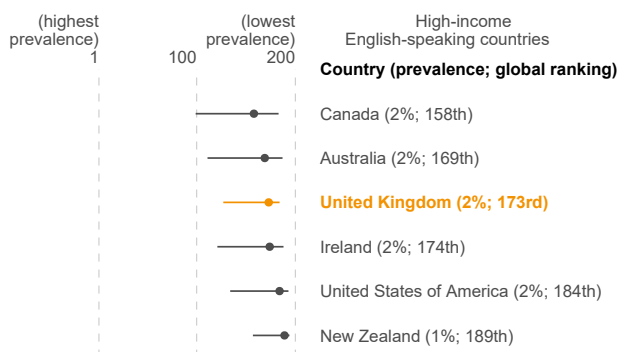 (highest
prevalence)
1
100
(lowest
prevalence)
200
High-income
English-speaking countries
Country (prevalence; global ranking)
Canada (2%; 158th)
Australia (2%; 169th)
United Kingdom (2%; 173rd)
Ireland (2%; 174th)
United States of America (2%; 184th)
New Zealand (1%; 189th)